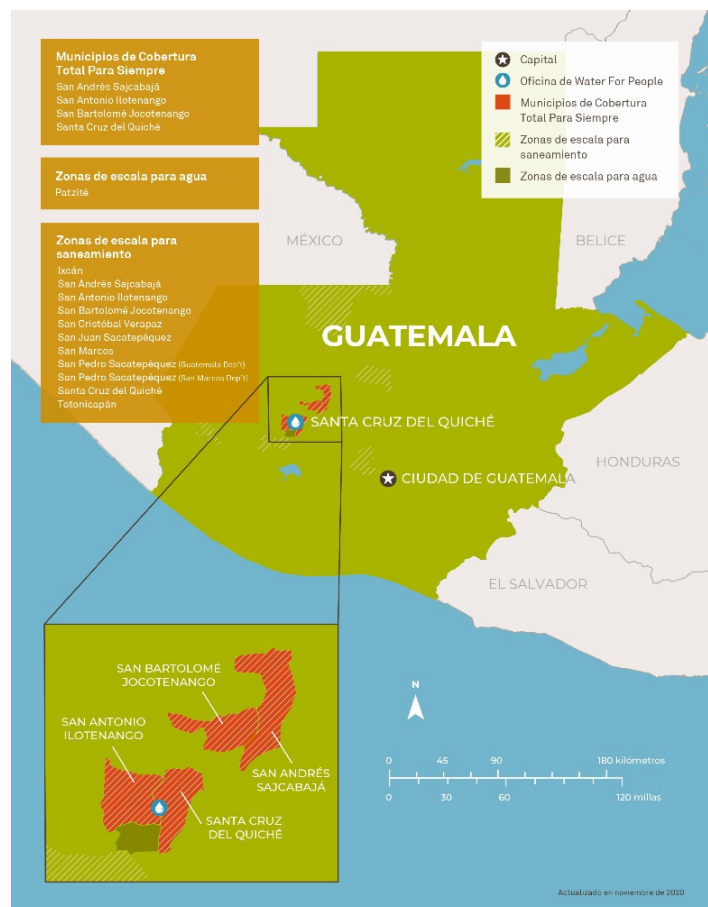 Municipios de Cobertura
Total Para Siempre
San Andrés Sajcabajá
San Antonio Ilotenango
San Bartolomé Jocotenango
Santa Cruz del Quiché
Zonas de escala para agua
Patzité
Zonas de escala para
saneamiento
Ixcán
San Andrés Sajcabajá
San Antonio Ilotenango
San Bartolomé Jocotenango
San Cristóbal Verapaz
San Juan Sacatepéquez
San Marcos
San Pedro Sacatepéquez (Guatemala Dep't)
San Pedro Sacatepéquez (San Marcos Dep't)
Santa Cruz del Quiché
Totonicapán
Capital
Oficina de Water For People
Municipios de Cobertura
Total Para Siempre
Zonas de escala para
saneamiento
Zonas de escala para agua
MÉXICO
BELICE
GUATEMALA
SANTA CRUZ DEL QUICHÉ
CIUDAD DE GUATEMALA
HONDURAS
EL SALVADOR
SAN BARTOLOMÉ
JOCOTENANGO
SAN ANTONIO
ILOTENANGO
SAN ANDRÉS
SAJCABAJÁ
SANTA CRUZ
DEL QUICHÉ
N
0 45 90 180 kilómetros
0 30 60 120 millas
Actualizado en noviembre de 2020